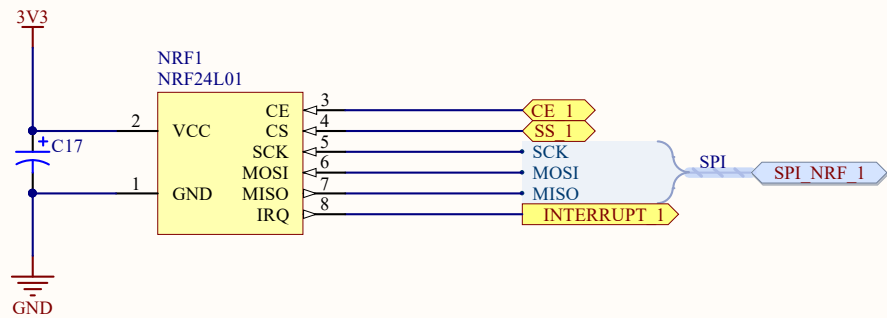 3V3
NRF1
NRF24L01
+
C17
2
VCC
1
GND
CE
3
CE_1
CS
4
SS_1
SCK
5
SCK
MOSI
6
MOSI
MISO
7
MISO
IRQ
8
INTERRUPT_1
SPI
SPI_NRF_1
GND